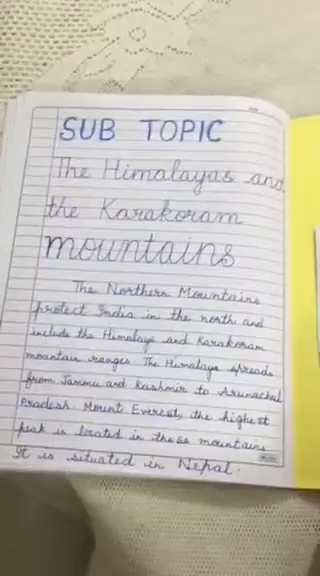 SUB TOPIC
The Himalayas and
the Karakoram
mountains
The Northern Mountains
protect India in the north and
include the Himalaya and Karakoram
mountain ranges. The Himalaya spreads
from Jammu and Kashmir to Arunachal
Pradesh. Mount Everest, the highest
peak is located in these mountains
It is situated in Nepal.